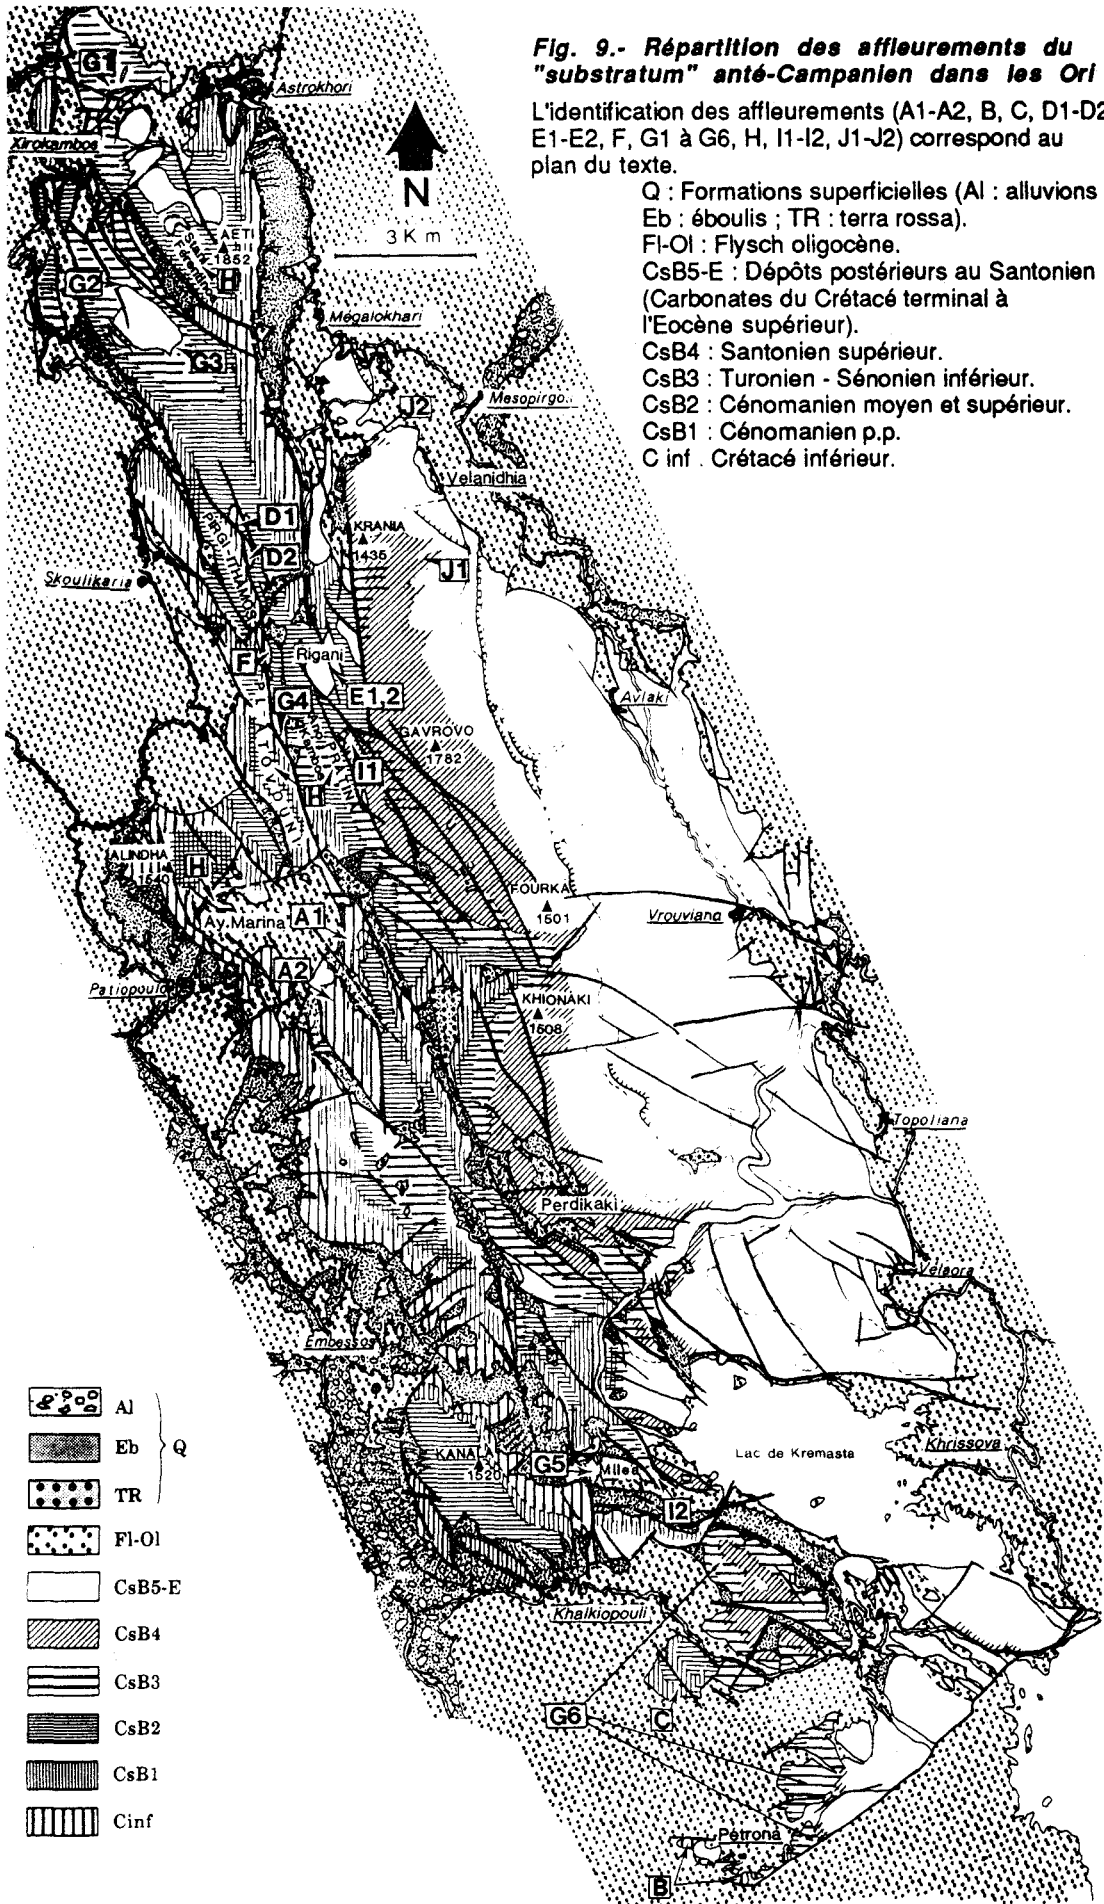 Fig. 9.- Répartition des affleurements du
"substratum" anté-Campanien dans les Ori
L'identification des affleurements (A1-A2, B, C, D1-D2
E1-E2, F, G1 à G6, H, I1-I2, J1-J2) correspond au
plan du texte.
Q : Formations superficielles (Al : alluvions
Eb : éboulis ; TR : terra rossa).
Fl-Ol : Flysch oligocène.
CsB5-E : Dépôts postérieurs au Santonien
(Carbonates du Crétacé terminal à
l'Eocène supérieur).
CsB4 : Santonien supérieur.
CsB3 : Turonien - Sénonien inférieur.
CsB2 : Cénomanien moyen et supérieur.
CsB1 : Cénomanien p.p.
C inf . Crétacé inférieur.
G1
Astrokhori
Xirokambos
N
3 Km
AETI
1852
H
G2
Mégalokhari
G3
J2
Mesopirgo..
Velanidhia
D1
KRANIA
1435
D2
J1
PIRGI ITHAMOS
Skoulikaria
F
Rigani
E1,2
G4
Avlaki
GAVROVO
1782
PLATOVOUNI
I1
H
ALINDHA
1540
H
FOURKA
1501
Vrouviana
Ay.Marina
A1
A2
Patiopoulo
KHIONAKI
1508
Topoliana
Perdikaki
Velaora
Embessos
Lac de Kremasta
Khrissova
KANALA
1520
G5
Milea
I2
Khalkiopouli
G6
C
Petrona
B
Al
Eb
Q
TR
Fl-Ol
CsB5-E
CsB4
CsB3
CsB2
CsB1
Cinf